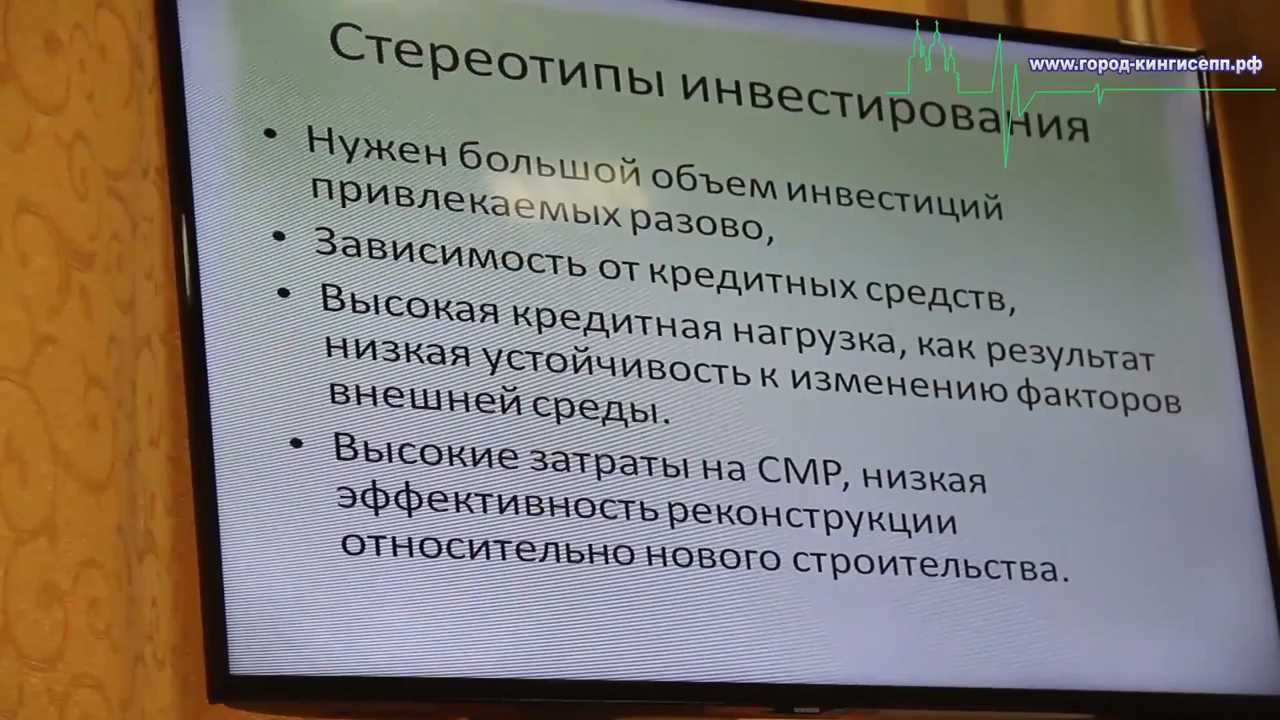 www.город-кингисепп.рф
Стереотипы инвестирования
• Нужен большой объем инвестиций
привлекаемых разово,
• Зависимость от кредитных средств,
• Высокая кредитная нагрузка, как результат
низкая устойчивость к изменению факторов
внешней среды.
• Высокие затраты на СМР, низкая
эффективность реконструкции
относительно нового строительства.